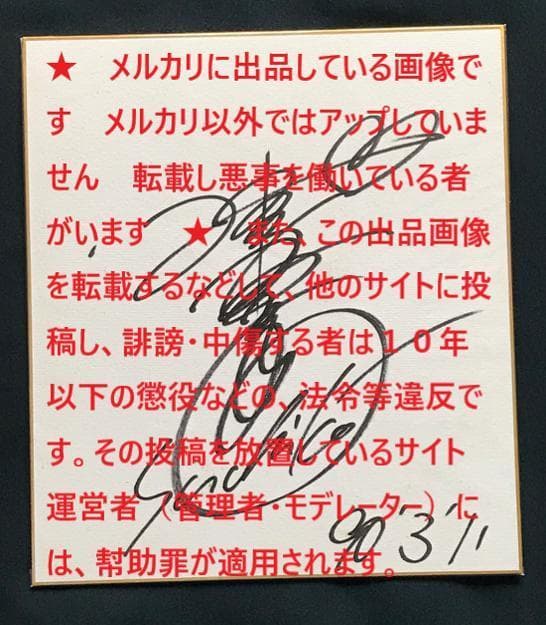 ★　メルカリに出品している画像で
す　メルカリ以外ではアップしていま
せん　転載し悪事を働いている者
がいます　★　また、この出品画像
を転載するなどして、他のサイトに投
稿し、誹謗・中傷する者は１０年
以下の懲役などの、法令等違反で
す。その投稿を放置しているサイト
運営者（管理者・モデレーター）に
は、幇助罪が適用されます。
90'3'11